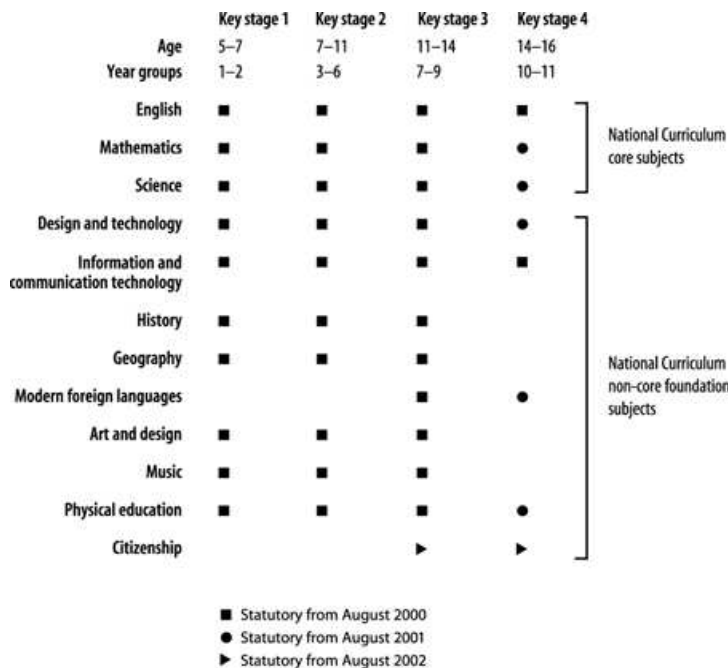 Key stage 1 Key stage 2 Key stage 3 Key stage 4
Age 5–7 7–11 11–14 14–16
Year groups 1–2 3–6 7–9 10–11
English ■ ■ ■ ■
Mathematics ■ ■ ■ ●
National Curriculum
core subjects
Science ■ ■ ■ ●
Design and technology ■ ■ ■ ●
Information and
communication technology ■ ■ ■ ■
History ■ ■ ■
Geography ■ ■ ■
Modern foreign languages ■ ●
National Curriculum
non-core foundation
subjects
Art and design ■ ■ ■
Music ■ ■ ■
Physical education ■ ■ ■ ●
Citizenship ▶ ▶
■ Statutory from August 2000
● Statutory from August 2001
▶ Statutory from August 2002